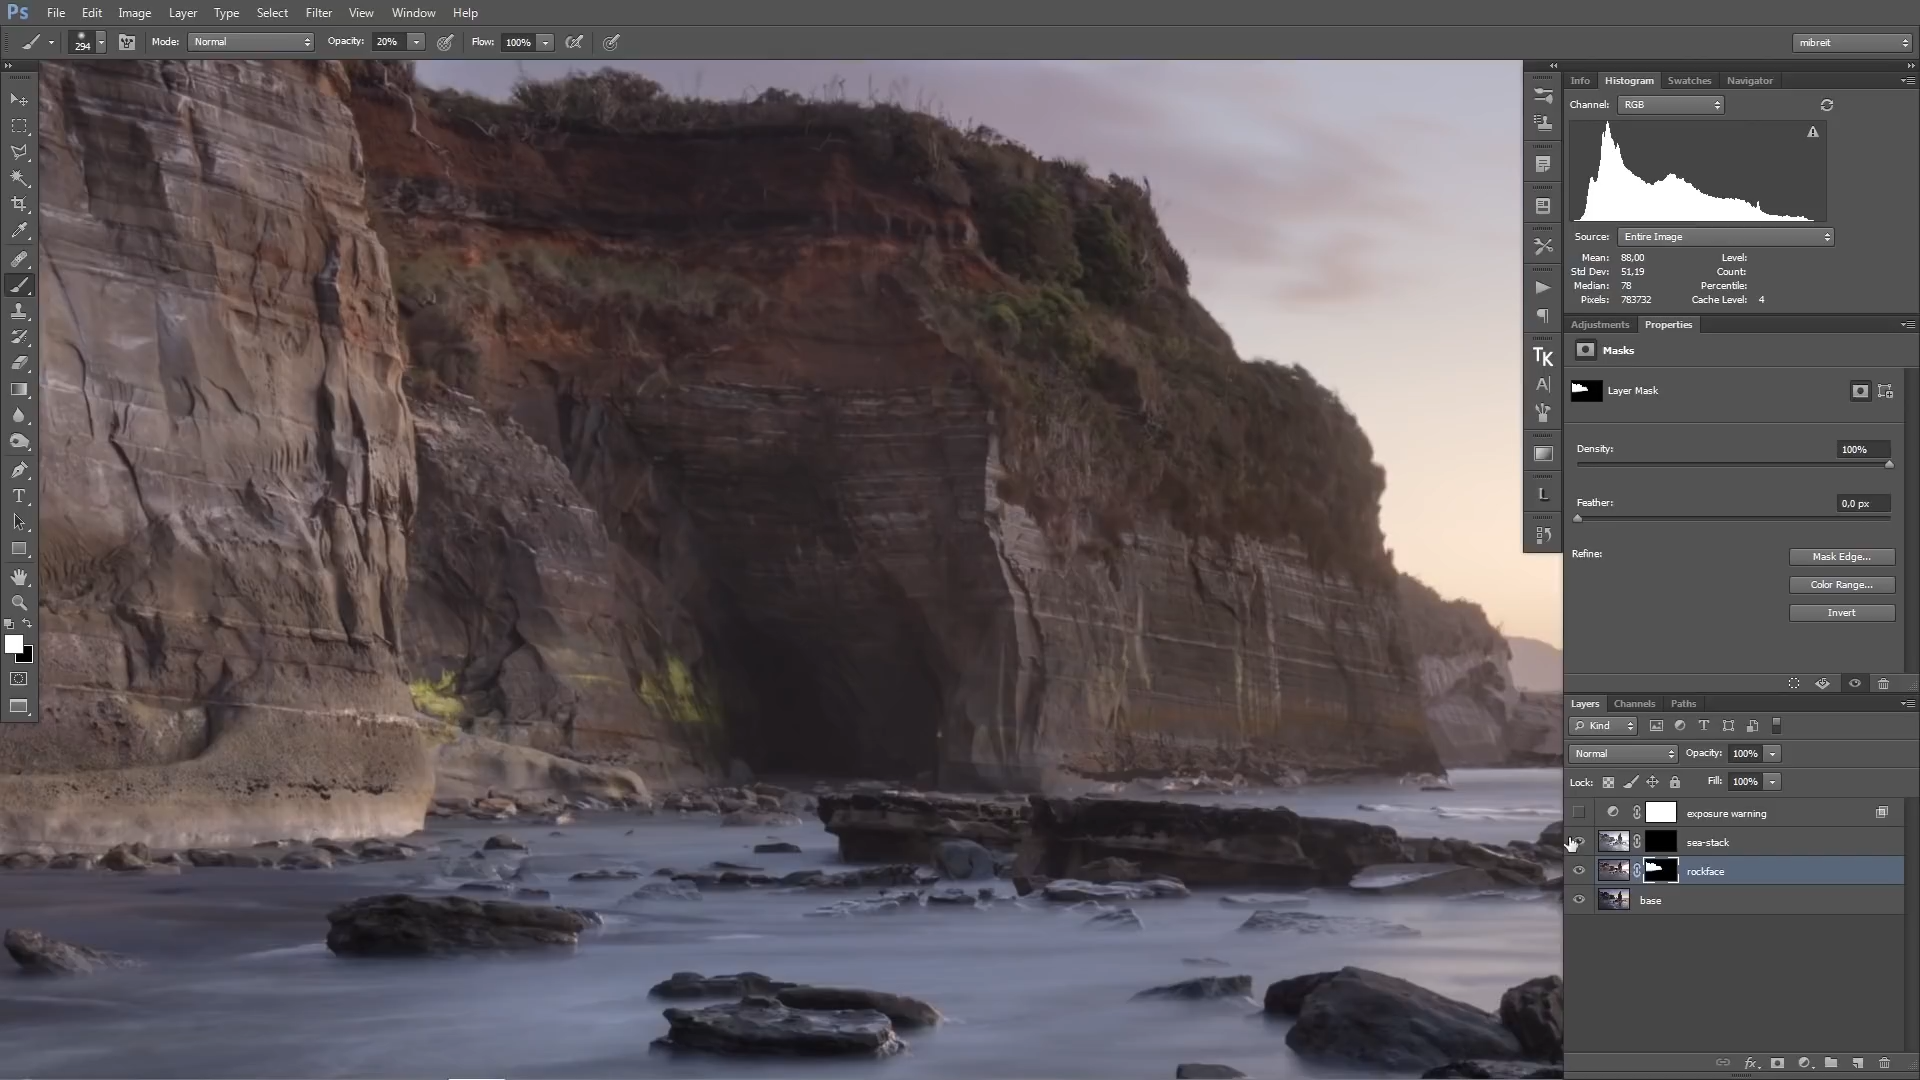 Ps File Edit Image Layer Type Select Filter View Window Help
294 Mode: Normal Opacity: 20% Flow: 100% mibreit
Info Histogram Swatches Navigator
Channel: RGB
Source: Entire Image
Mean: 88,00 Level:
Std Dev: 51,19 Count:
Median: 78 Percentile:
Pixels: 783732 Cache Level: 4
Adjustments Properties
Masks
TK
A
Layer Mask
Density: 100%
L
Feather: 0,0 px
T
Refine: Mask Edge...
Color Range...
Invert
Layers Channels Paths
Kind T
Normal Opacity: 100%
Lock: Fill: 100%
exposure warning
sea-stack
rockface
base
fx